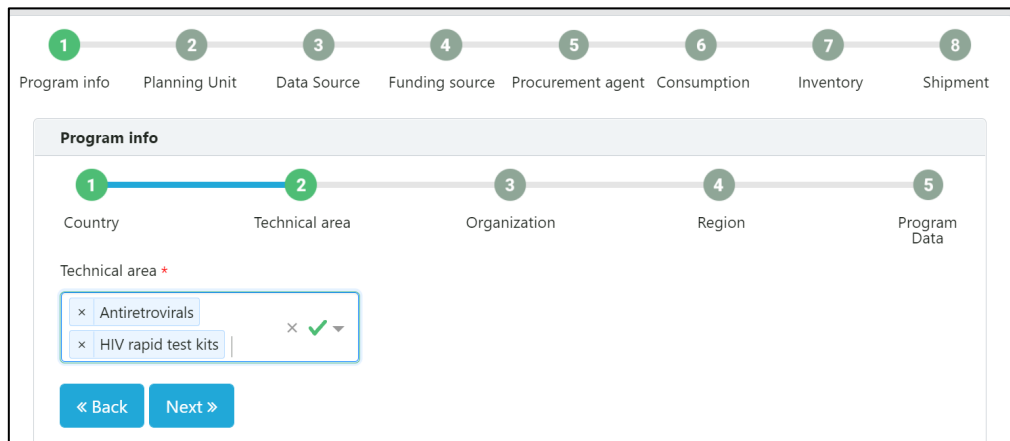 1 2 3 4 5 6 7 8
Program info Planning Unit Data Source Funding source Procurement agent Consumption Inventory Shipment
Program info
1 2 3 4 5
Country Technical area Organization Region Program
Data
Technical area *
× Antiretrovirals
× HIV rapid test kits
« Back Next »